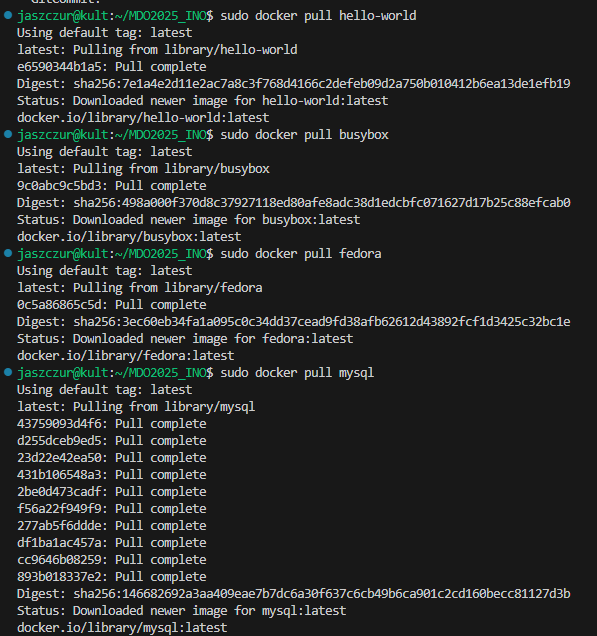 jaszczur@kult:~/MDO2025_INO$ sudo docker pull hello-world
Using default tag: latest
latest: Pulling from library/hello-world
e6590344b1a5: Pull complete
Digest: sha256:7e1a4e2d11e2ac7a8c3f768d4166c2defeb09d2a750b010412b6ea13de1efb19
Status: Downloaded newer image for hello-world:latest
docker.io/library/hello-world:latest
jaszczur@kult:~/MDO2025_INO$ sudo docker pull busybox
Using default tag: latest
latest: Pulling from library/busybox
9c0abc9c5bd3: Pull complete
Digest: sha256:498a000f370d8c37927118ed80afe8adc38d1edcbfc071627d17b25c88efcab0
Status: Downloaded newer image for busybox:latest
docker.io/library/busybox:latest
jaszczur@kult:~/MDO2025_INO$ sudo docker pull fedora
Using default tag: latest
latest: Pulling from library/fedora
0c5a86865c5d: Pull complete
Digest: sha256:3ec60eb34fa1a095c0c34dd37cead9fd38afb62612d43892fcf1d3425c32bc1e
Status: Downloaded newer image for fedora:latest
docker.io/library/fedora:latest
jaszczur@kult:~/MDO2025_INO$ sudo docker pull mysql
Using default tag: latest
latest: Pulling from library/mysql
43759093d4f6: Pull complete
d255dceb9ed5: Pull complete
23d22e42ea50: Pull complete
431b106548a3: Pull complete
2be0d473cadf: Pull complete
f56a22f949f9: Pull complete
277ab5f6ddde: Pull complete
df1ba1ac457a: Pull complete
cc9646b08259: Pull complete
893b018337e2: Pull complete
Digest: sha256:146682692a3aa409eae7b7dc6a30f637c6cb49b6ca901c2cd160becc81127d3b
Status: Downloaded newer image for mysql:latest
docker.io/library/mysql:latest